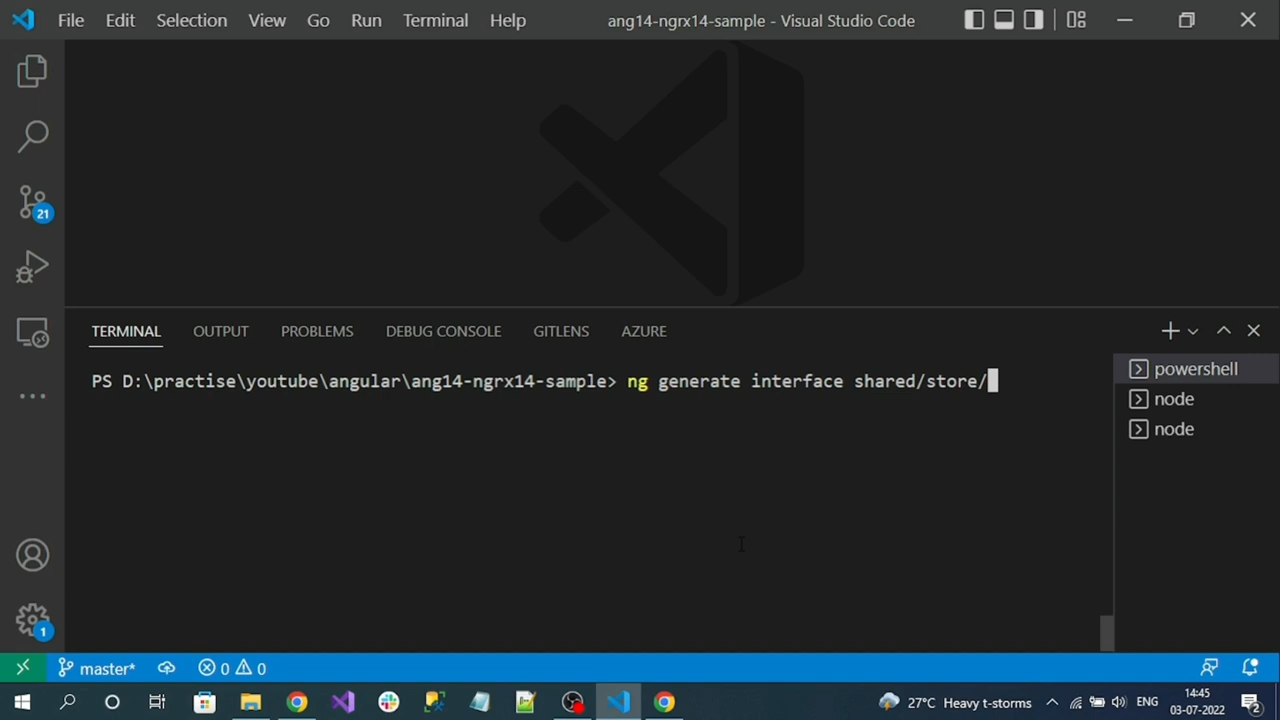 File Edit Selection View Go Run Terminal Help ang14-ngrx14-sample - Visual Studio Code
21
TERMINAL OUTPUT PROBLEMS DEBUG CONSOLE GITLENS AZURE
PS D:\practise\youtube\angular\ang14-ngrx14-sample> ng generate interface shared/store/
powershell
node
node
1
master* 0 0
27°C Heavy t-storms ENG 14:45
03-07-2022 2